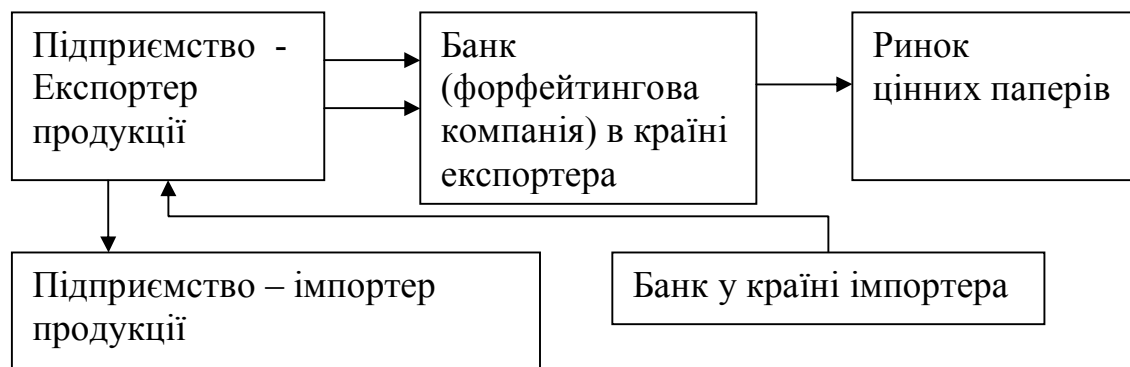 Підприємство -
Експортер
продукції
Банк
(форфейтингова
компанія) в країні
експортера
Ринок
цінних паперів
Підприємство – імпортер
продукції
Банк у країні імпортера